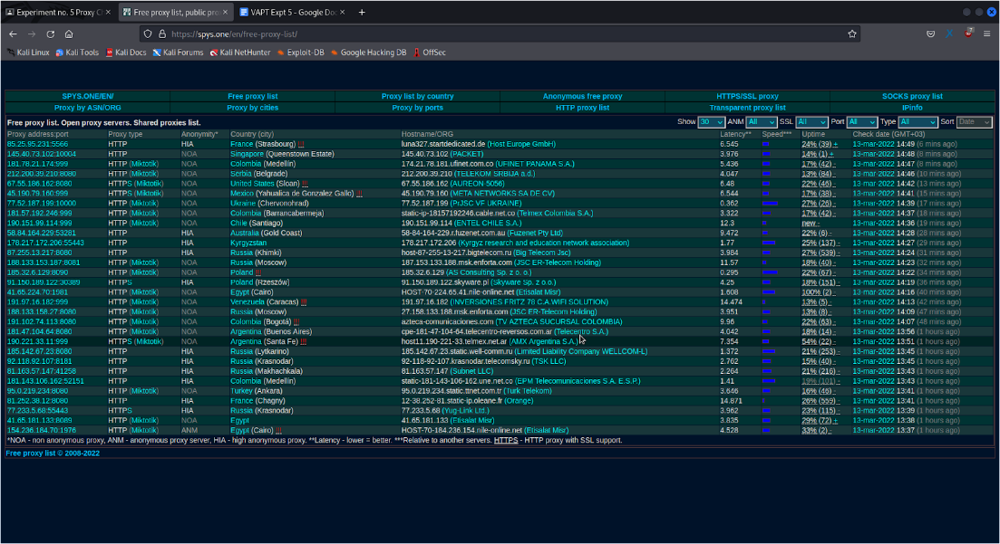 Experiment no. 5 Proxy C × Free proxy list, public pro × VAPT Expt 5 - Google Doc × +
https://spys.one/en/free-proxy-list/
Kali Linux Kali Tools Kali Docs Kali Forums Kali NetHunter Exploit-DB Google Hacking DB OffSec
SPYS.ONE/EN/ Free proxy list Proxy list by country Anonymous free proxy HTTPS/SSL proxy SOCKS proxy list
Proxy by ASN/ORG Proxy by cities Proxy by ports HTTP proxy list Transparent proxy list IPinfo
Free proxy list. Open proxy servers. Shared proxies list. Show 30 ANM All SSL All Port All Type All Sort Date
Proxy address:port Proxy type Anonymity* Country (city) Hostname/ORG Latency** Speed*** Uptime Check date (GMT+03)
85.25.95.231:5566 HTTP HIA France (Strasbourg) !!! luna327.startdedicated.de (Host Europe GmbH) 6.545 24% (39) + 13-mar-2022 14:49 (6 mins ago)
145.40.73.102:10004 HTTP NOA Singapore (Queenstown Estate) 145.40.73.102 (PACKET) 3.976 14% (1) + 13-mar-2022 14:48 (8 mins ago)
181.78.21.174:999 HTTP (Miktotik) NOA Colombia (Medellín) 174.21.78.181.ufinet.com.co (UFINET PANAMA S.A.) 5.436 17% (42) - 13-mar-2022 14:47 (8 mins ago)
212.200.39.210:8080 HTTP (Miktotik) NOA Serbia (Belgrade) 212.200.39.210 (TELEKOM SRBIJA a.d.) 4.047 13% (84) - 13-mar-2022 14:46 (10 mins ago)
67.55.186.162:8080 HTTPS (Miktotik) NOA United States (Sloan) !!! 67.55.186.162 (AUREON 5056) 6.48 22% (46) - 13-mar-2022 14:42 (13 mins ago)
45.190.79.160:999 HTTPS (Miktotik) NOA Mexico (Yahualica de Gonzalez Gallo) !!! 45.190.79.160 (META NETWORKS SA DE CV) 6.544 17% (38) - 13-mar-2022 14:41 (15 mins ago)
77.52.187.199:10000 HTTP (Miktotik) NOA Ukraine (Chervonohrad) 77.52.187.199 (PrJSC VF UKRAINE) 0.362 27% (26) - 13-mar-2022 14:39 (17 mins ago)
181.57.192.246:999 HTTP (Miktotik) NOA Colombia (Barrancabermeja) static-ip-18157192246.cable.net.co (Telmex Colombia S.A.) 3.322 17% (42) - 13-mar-2022 14:37 (18 mins ago)
190.151.99.114:999 HTTP (Miktotik) NOA Chile (Santiago) 190.151.99.114 (ENTEL CHILE S.A.) 12.3 new - 13-mar-2022 14:36 (19 mins ago)
58.84.164.229:53281 HTTP HIA Australia (Gold Coast) 58-84-164-229.r.fuzenet.com.au (Fuzenet Pty Ltd) 9.472 22% (6) - 13-mar-2022 14:28 (28 mins ago)
178.217.172.206:55443 HTTP HIA Kyrgyzstan 178.217.172.206 (Kyrgyz research and education network association) 1.77 25% (137) - 13-mar-2022 14:27 (29 mins ago)
87.255.13.217:8080 HTTP HIA Russia (Khimki) host-87-255-13-217.bigtelecom.ru (Big Telecom Jsc) 3.984 27% (539) - 13-mar-2022 14:24 (31 mins ago)
188.133.153.187:8081 HTTPS (Miktotik) NOA Russia (Moscow) 187.153.133.188.msk.enforta.com (JSC ER-Telecom Holding) 11.57 18% (40) - 13-mar-2022 14:23 (32 mins ago)
185.32.6.129:8090 HTTP (Miktotik) NOA Poland !!! 185.32.6.129 (AS Consulting Sp. z o. o.) 0.295 22% (67) - 13-mar-2022 14:22 (34 mins ago)
91.150.189.122:30389 HTTPS HIA Poland (Rzeszów) 91.150.189.122.skyware.pl (Skyware Sp. z o.o.) 4.25 18% (151) - 13-mar-2022 14:19 (36 mins ago)
41.65.224.70:1981 HTTP (Miktotik) NOA Egypt (Cairo) HOST-70-224.65.41.nile-online.net (Etisalat Misr) 1.608 100% (2) - 13-mar-2022 14:16 (40 mins ago)
191.97.16.182:999 HTTP (Miktotik) NOA Venezuela (Caracas) !!! 191.97.16.182 (INVERSIONES FRITZ 78 C.A.WIFI SOLUTION) 14.474 13% (5) - 13-mar-2022 14:13 (42 mins ago)
188.133.158.27:8080 HTTP (Miktotik) NOA Russia (Moscow) 27.158.133.188.msk.enforta.com (JSC ER-Telecom Holding) 3.951 13% (8) - 13-mar-2022 14:09 (47 mins ago)
191.102.74.113:8080 HTTP (Miktotik) NOA Colombia (Bogotá) !!! azteca-comunicaciones.com (TV AZTECA SUCURSAL COLOMBIA) 9.96 22% (63) - 13-mar-2022 14:07 (48 mins ago)
181.47.104.64:8080 HTTP (Miktotik) NOA Argentina (Buenos Aires) cpe-181-47-104-64.telecentro-reversos.com.ar (Telecentro S.A.) 4.042 18% (14) - 13-mar-2022 13:56 (1 hours ago)
190.221.33.11:999 HTTPS (Miktotik) NOA Argentina (Santa Fe) !!! host11.190-221-33.telmex.net.ar (AMX Argentina S.A.) 7.354 54% (22) - 13-mar-2022 13:51 (1 hours ago)
185.142.67.23:8080 HTTP HIA Russia (Lytkarino) 185.142.67.23.static.well-comm.ru (Limited Liability Company WELLCOM-L) 1.372 21% (253) - 13-mar-2022 13:45 (1 hours ago)
92.118.92.107:8181 HTTP HIA Russia (Krasnodar) 92-118-92-107.krasnodar.telecomsky.ru (TSK LLC) 2.762 15% (40) - 13-mar-2022 13:45 (1 hours ago)
81.163.57.147:41258 HTTP HIA Russia (Makhachkala) 81.163.57.147 (Subnet LLC) 2.264 21% (216) - 13-mar-2022 13:43 (1 hours ago)
181.143.106.162:52151 HTTP HIA Colombia (Medellín) static-181-143-106-162.une.net.co (EPM Telecomunicaciones S.A. E.S.P.) 1.41 19% (101) - 13-mar-2022 13:43 (1 hours ago)
95.0.219.234:8080 HTTP (Miktotik) NOA Turkey (Ankara) 95.0.219.234.static.ttnet.com.tr (Turk Telekom) 3.646 16% (46) - 13-mar-2022 13:41 (1 hours ago)
81.252.38.12:8080 HTTP HIA France (Chagny) 12-38.252-81.static-ip.oleane.fr (Orange) 14.871 26% (559) - 13-mar-2022 13:41 (1 hours ago)
77.233.5.68:55443 HTTPS HIA Russia (Krasnodar) 77.233.5.68 (Yug-Link Ltd.) 3.962 23% (115) - 13-mar-2022 13:39 (1 hours ago)
41.65.181.133:8089 HTTP (Miktotik) NOA Egypt 41.65.181.133 (Etisalat Misr) 3.835 29% (72) + 13-mar-2022 13:38 (1 hours ago)
154.236.184.70:1976 HTTP (Miktotik) ANM Egypt (Cairo) !!! HOST-70-184.236.154.nile-online.net (Etisalat Misr) 4.528 33% (2) - 13-mar-2022 13:37 (1 hours ago)
*NOA - non anonymous proxy, ANM - anonymous proxy server, HIA - high anonymous proxy. **Latency - lower = better. ***Relative to another servers. HTTPS - HTTP proxy with SSL support.
Free proxy list © 2008-2022